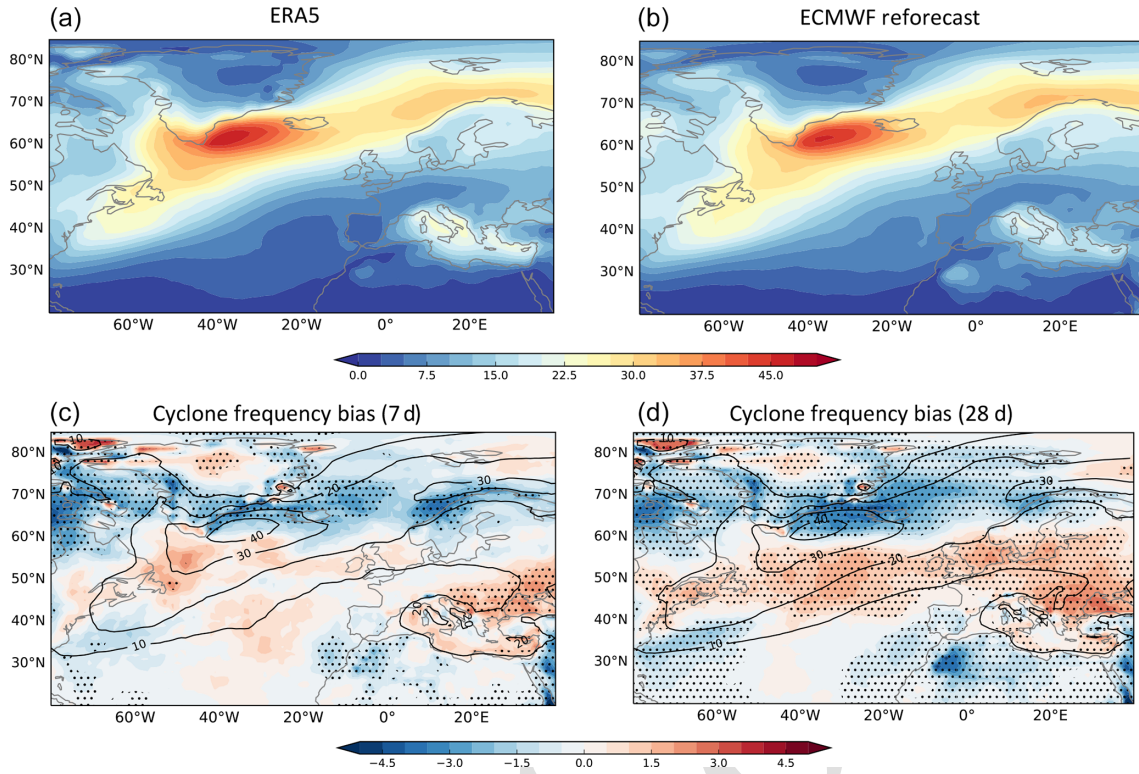 (a) ERA5
(b) ECMWF reforecast
80°N
70°N
60°N
50°N
40°N
30°N
60°W 40°W 20°W 0° 20°E
80°N
70°N
60°N
50°N
40°N
30°N
60°W 40°W 20°W 0° 20°E
0.0 7.5 15.0 22.5 30.0 37.5 45.0
(c) Cyclone frequency bias (7 d)
(d) Cyclone frequency bias (28 d)
80°N
70°N
60°N
50°N
40°N
30°N
10
20
30
40
30
10
20
20
60°W 40°W 20°W 0° 20°E
80°N
70°N
60°N
50°N
40°N
30°N
10
20
30
40
30
20
10
20
60°W 40°W 20°W 0° 20°E
−4.5 −3.0 −1.5 0.0 1.5 3.0 4.5